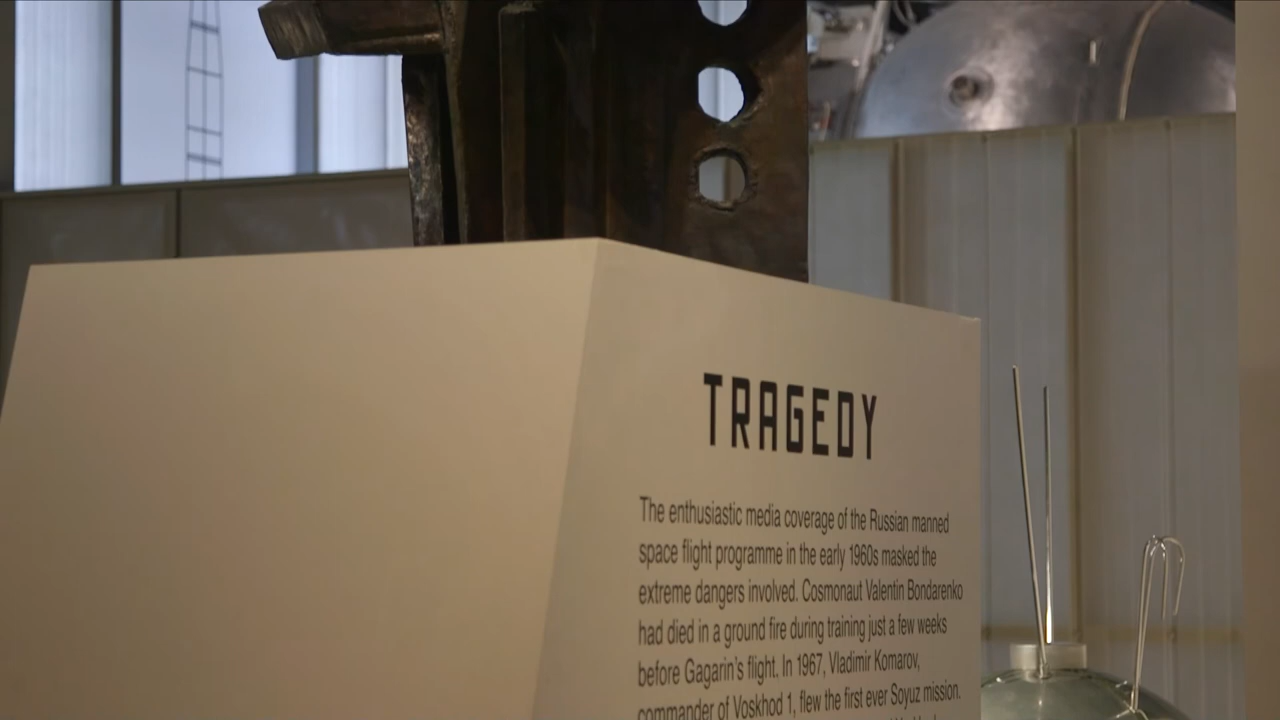 TRAGEDY
The enthusiastic media coverage of the Russian manned
space flight programme in the early 1960s masked the
extreme dangers involved. Cosmonaut Valentin Bondarenko
had died in a ground fire during training just a few weeks
before Gagarin's flight. In 1967, Vladimir Komarov,
commander of Voskhod 1, flew the first ever Soyuz mission.